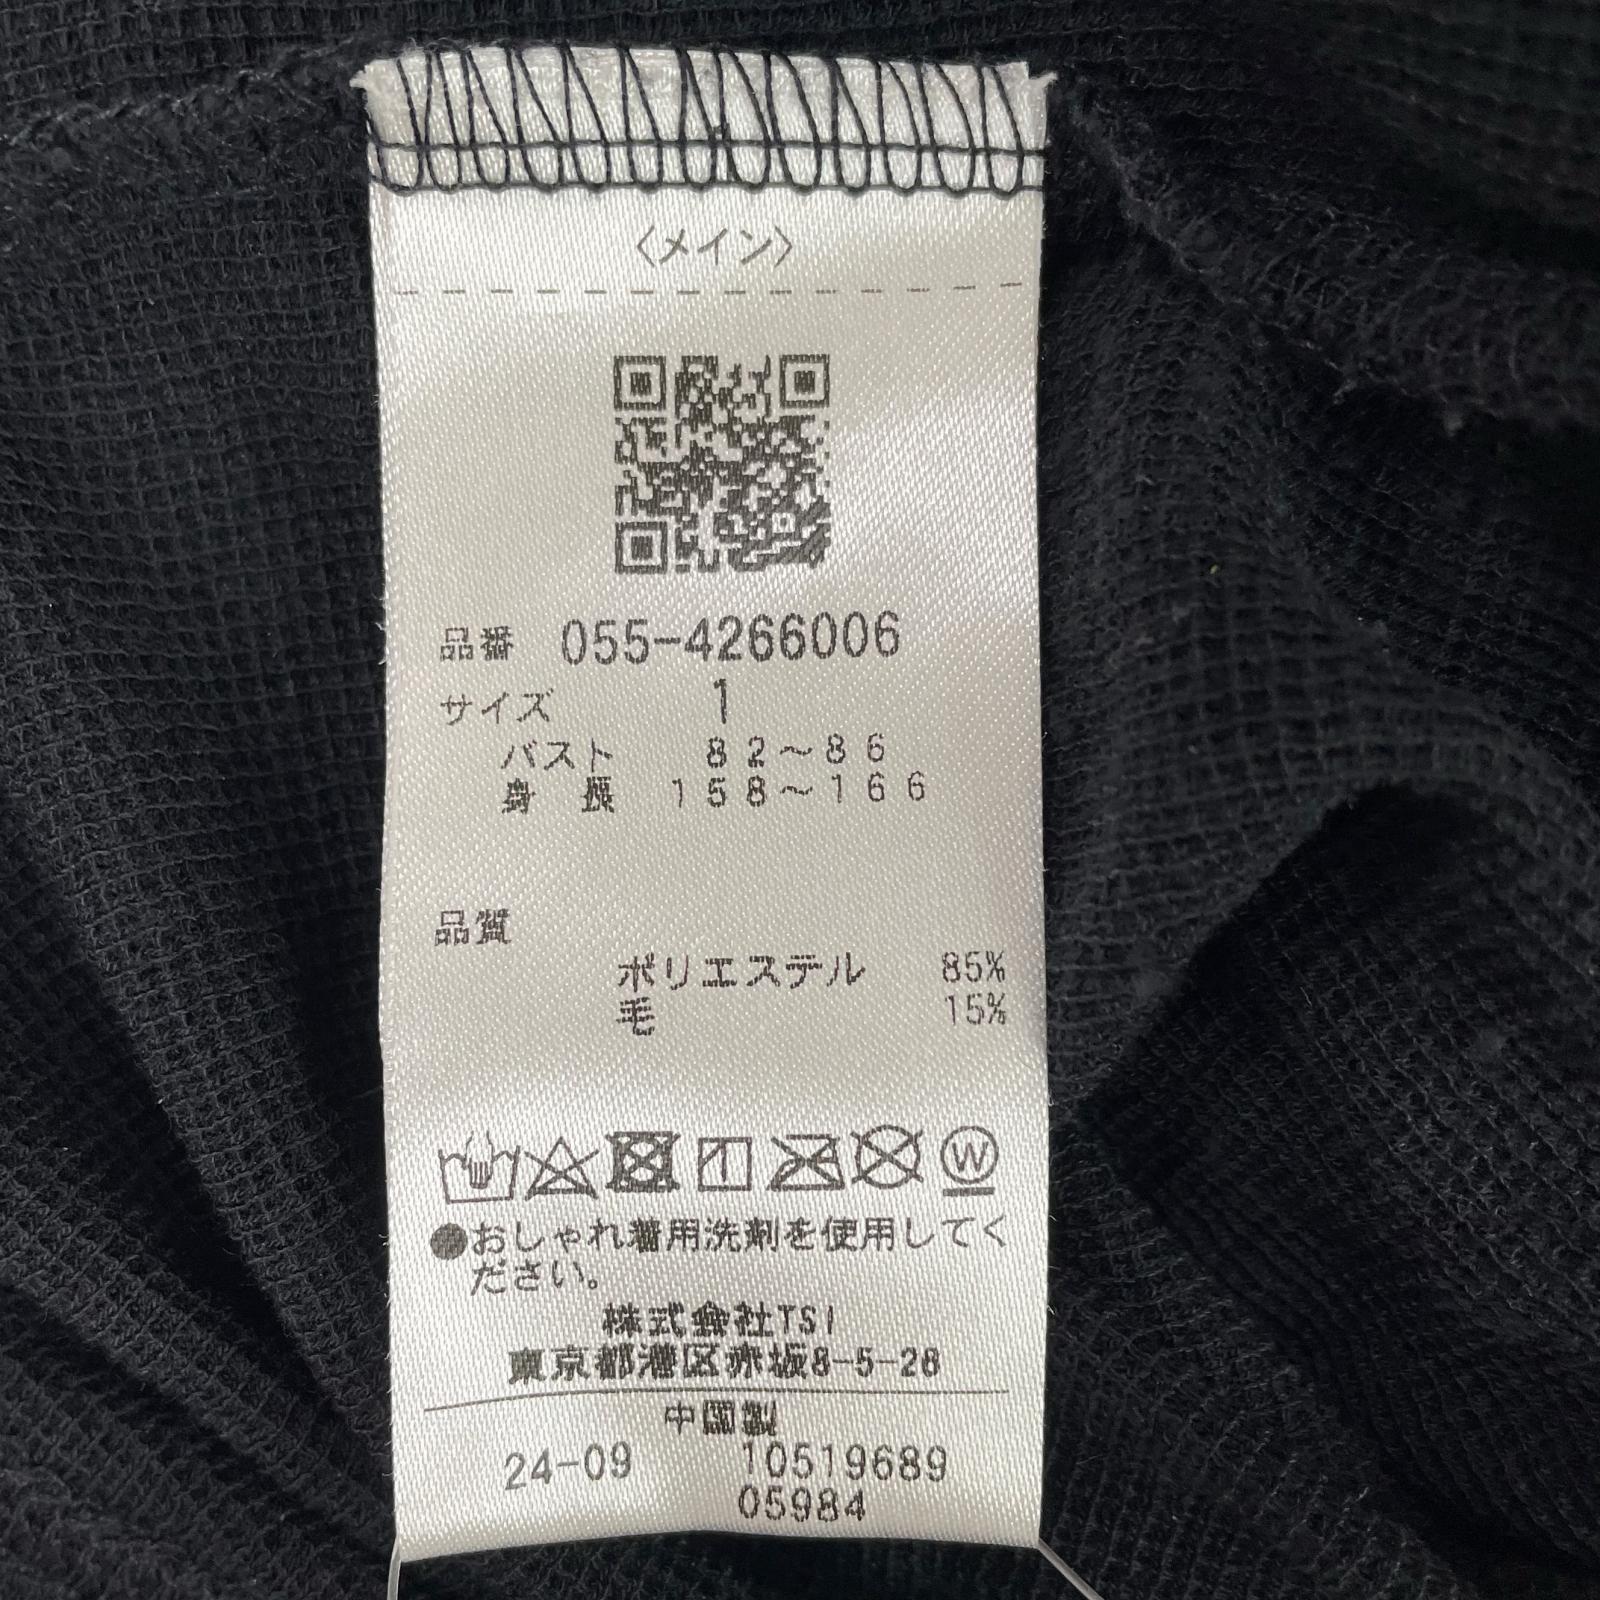 〈メイン〉
品番 055-4266006
サイズ 1
バスト 82～86
身長 158～166
品質
ポリエステル 85%
毛 15%
●おしゃれ着用洗剤を使用してく
ださい。
株式会社TSI
東京都港区赤坂8-5-28
中国製
24-09 10519689
05984